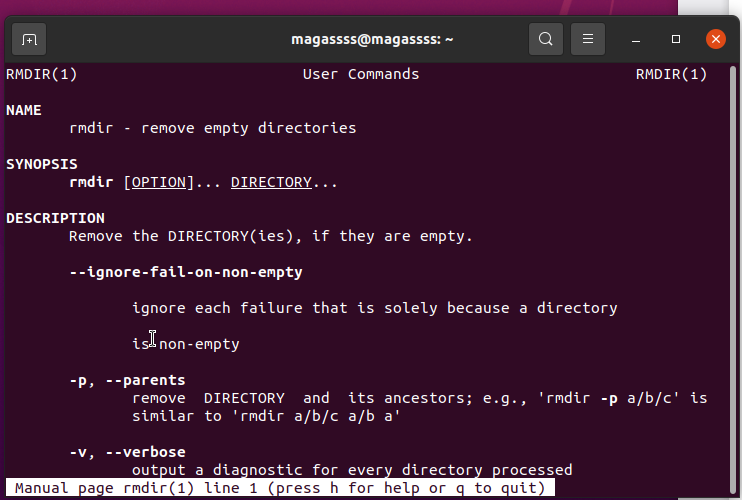 magassss@magassss: ~
RMDIR(1) User Commands RMDIR(1)
NAME
rmdir - remove empty directories
SYNOPSIS
rmdir [OPTION]... DIRECTORY...
DESCRIPTION
Remove the DIRECTORY(ies), if they are empty.
--ignore-fail-on-non-empty
ignore each failure that is solely because a directory
is non-empty
-p, --parents
remove DIRECTORY and its ancestors; e.g., 'rmdir -p a/b/c' is
similar to 'rmdir a/b/c a/b a'
-v, --verbose
output a diagnostic for every directory processed
Manual page rmdir(1) line 1 (press h for help or q to quit)